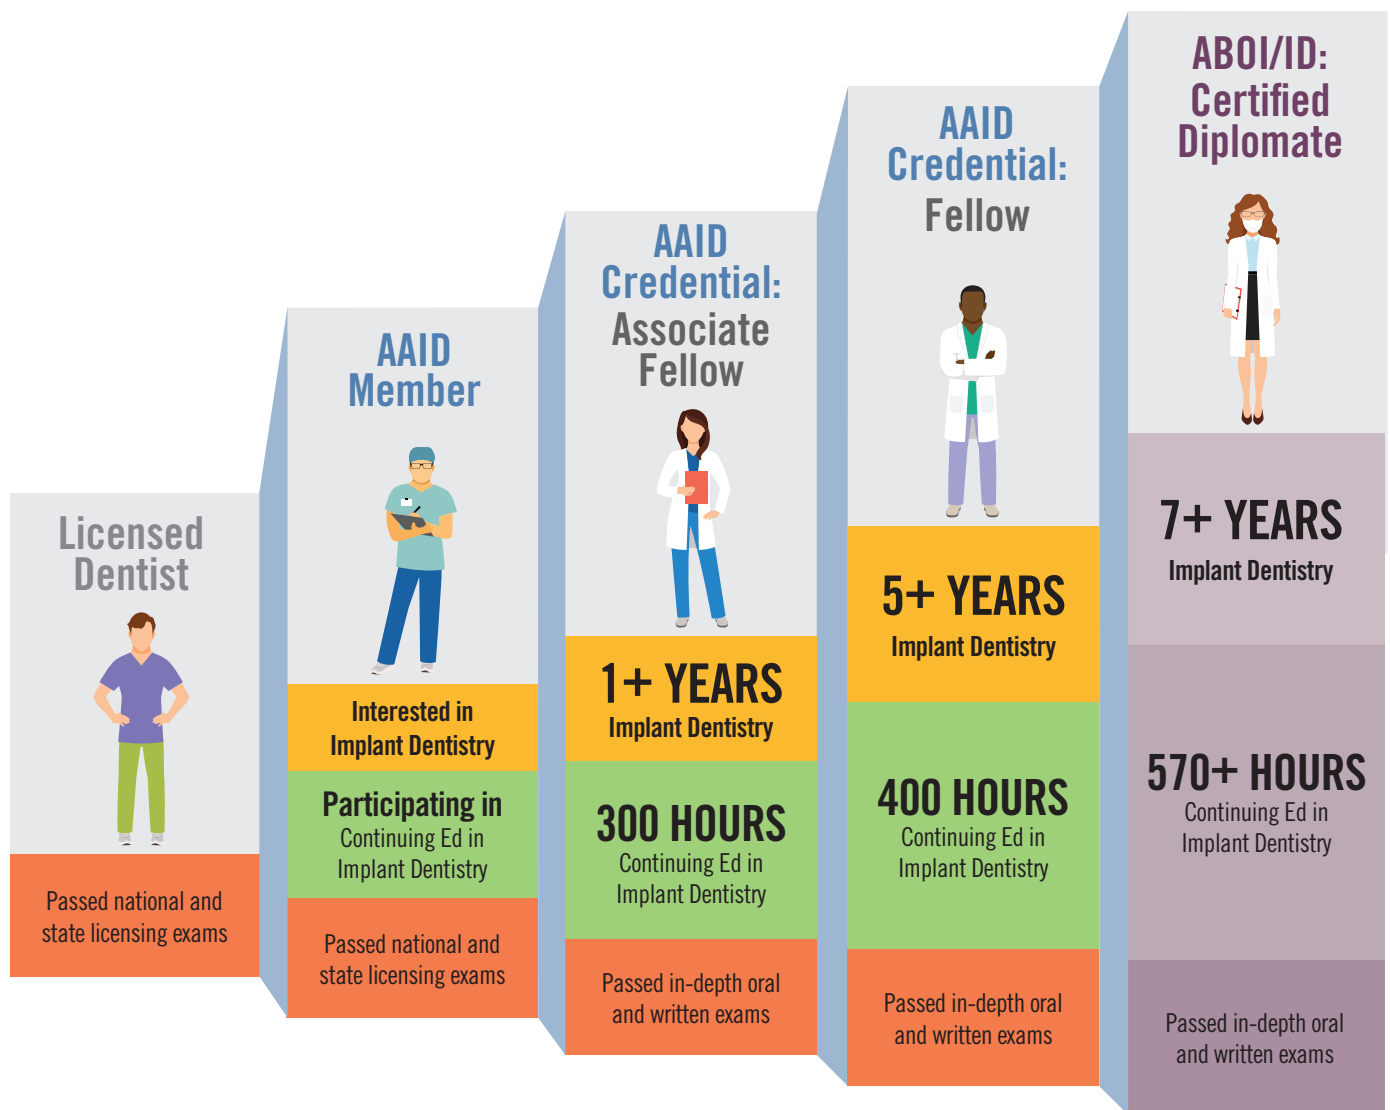 Licensed
Dentist
Passed national and
state licensing exams
AAID
Member
Interested in
Implant Dentistry
Participating in
Continuing Ed in
Implant Dentistry
Passed national and
state licensing exams
AAID
Credential:
Associate
Fellow
1+ YEARS
Implant Dentistry
300 HOURS
Continuing Ed in
Implant Dentistry
Passed in-depth oral
and written exams
AAID
Credential:
Fellow
5+ YEARS
Implant Dentistry
400 HOURS
Continuing Ed in
Implant Dentistry
Passed in-depth oral
and written exams
ABOI/ID:
Certified
Diplomate
7+ YEARS
Implant Dentistry
570+ HOURS
Continuing Ed in
Implant Dentistry
Passed in-depth oral
and written exams